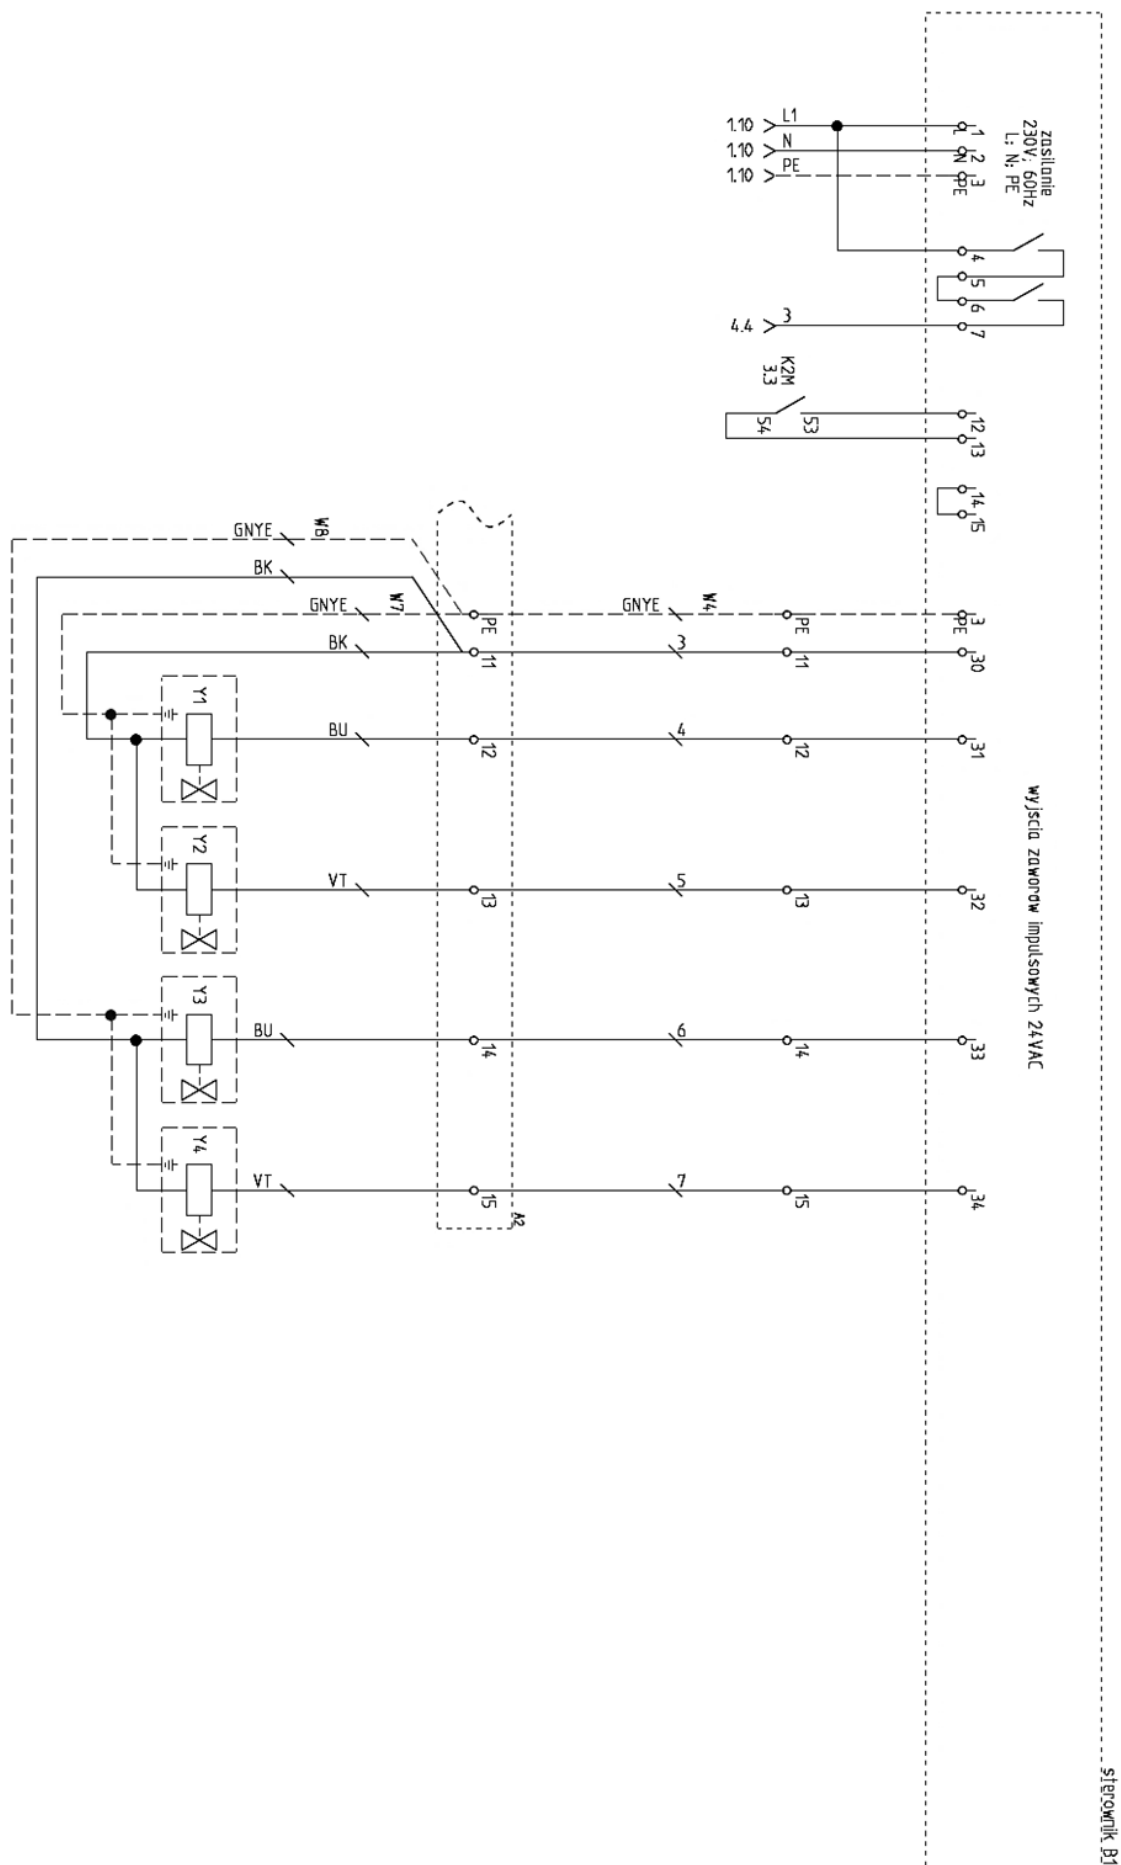 zasilanie
230V; 60Hz
L; N; PE
1.10
L1
1
L
1.10
N
2
N
1.10
PE
3
PE
4
5
6
4.4
3
7
K2M
3.3
54
53
12
13
14
15
GNYE
W8
BK
GNYE
W7
PE
GNYE
W4
PE
3
PE
BK
11
3
11
30
Y1
BU
12
4
12
31
wyjscia zaworow impulsowych 24VAC
Y2
VT
13
5
13
32
Y3
BU
14
6
14
33
Y4
VT
15
7
15
34
A2
sterownik B1